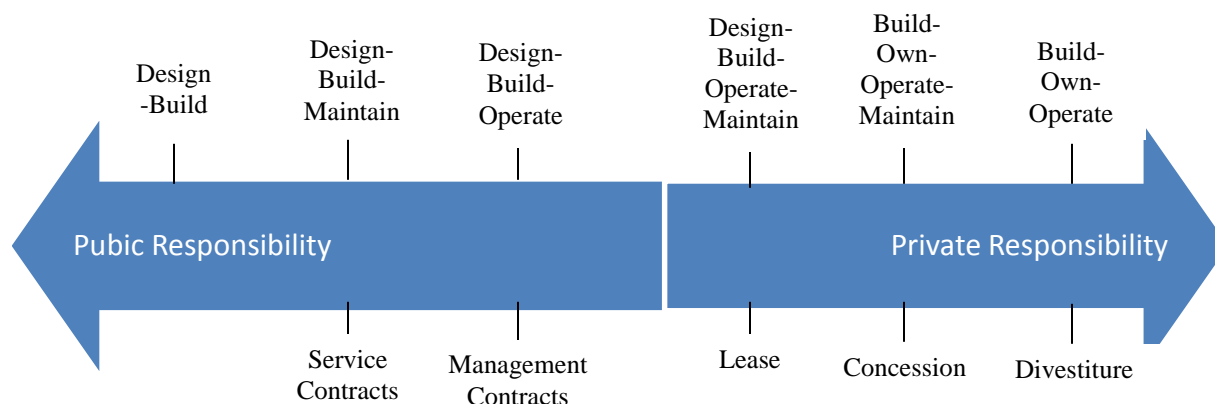 Design
-Build
Design-
Build-
Maintain
Design-
Build-
Operate
Design-
Build-
Operate-
Maintain
Build-
Own-
Operate-
Maintain
Build-
Own-
Operate
Pubic Responsibility
Private Responsibility
Service
Contracts
Management
Contracts
Lease
Concession
Divestiture